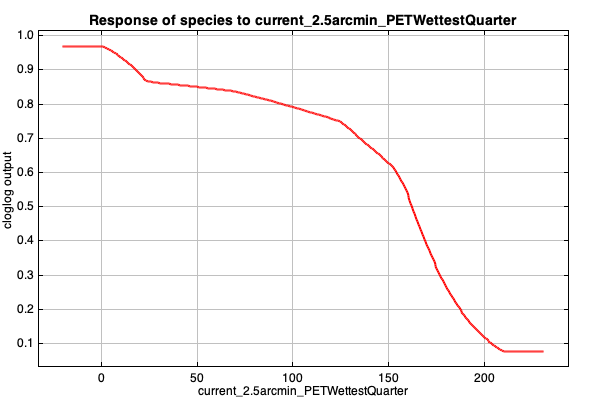 Response of species to current_2.5arcmin_PETWettestQuarter
1.0
0.9
0.8
0.7
0.6
0.5
0.4
0.3
0.2
0.1
cloglog output
0 50 100 150 200
current_2.5arcmin_PETWettestQuarter